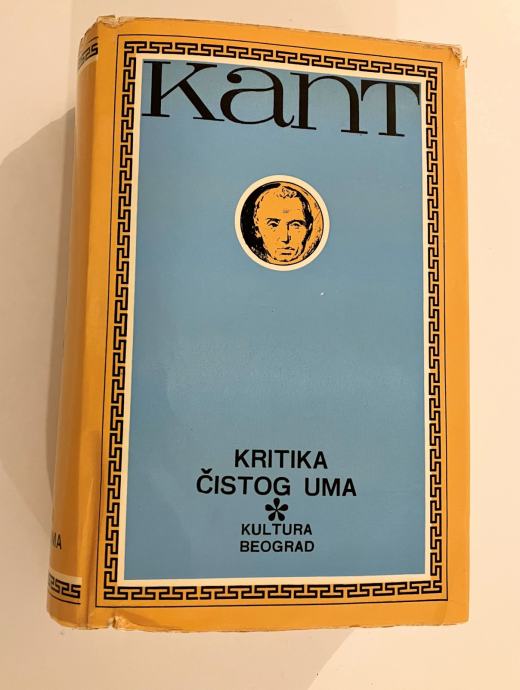 Kant
KRITIKA
ČISTOG UMA
*
KULTURA
BEOGRAD